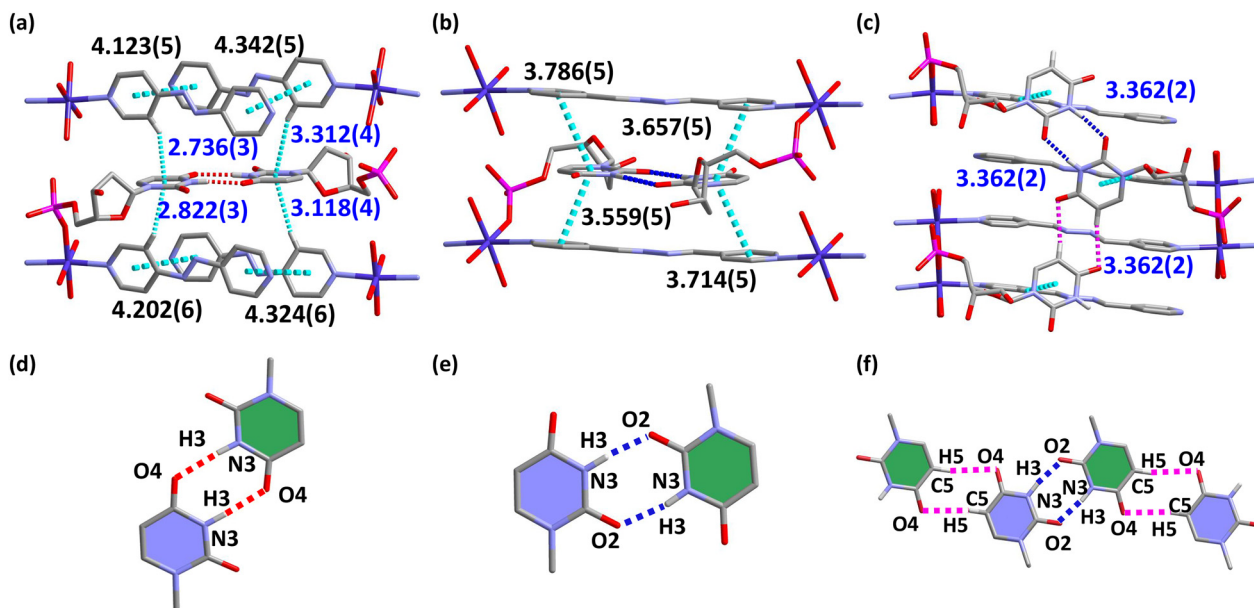 (a)
4.123(5) 4.342(5)
2.736(3) 3.312(4)
2.822(3) 3.118(4)
4.202(6) 4.324(6)
(b)
3.786(5)
3.657(5)
3.559(5)
3.714(5)
(c)
3.362(2)
3.362(2)
3.362(2)
(d)
H3
O4 N3
H3 O4
N3
(e)
O2
H3
N3 N3
H3
O2
(f)
O4 H3 O2 H5 O4
H5
C5 N3 N3 C5
O4 C5 H3 C5
H5 O2 O4 H5